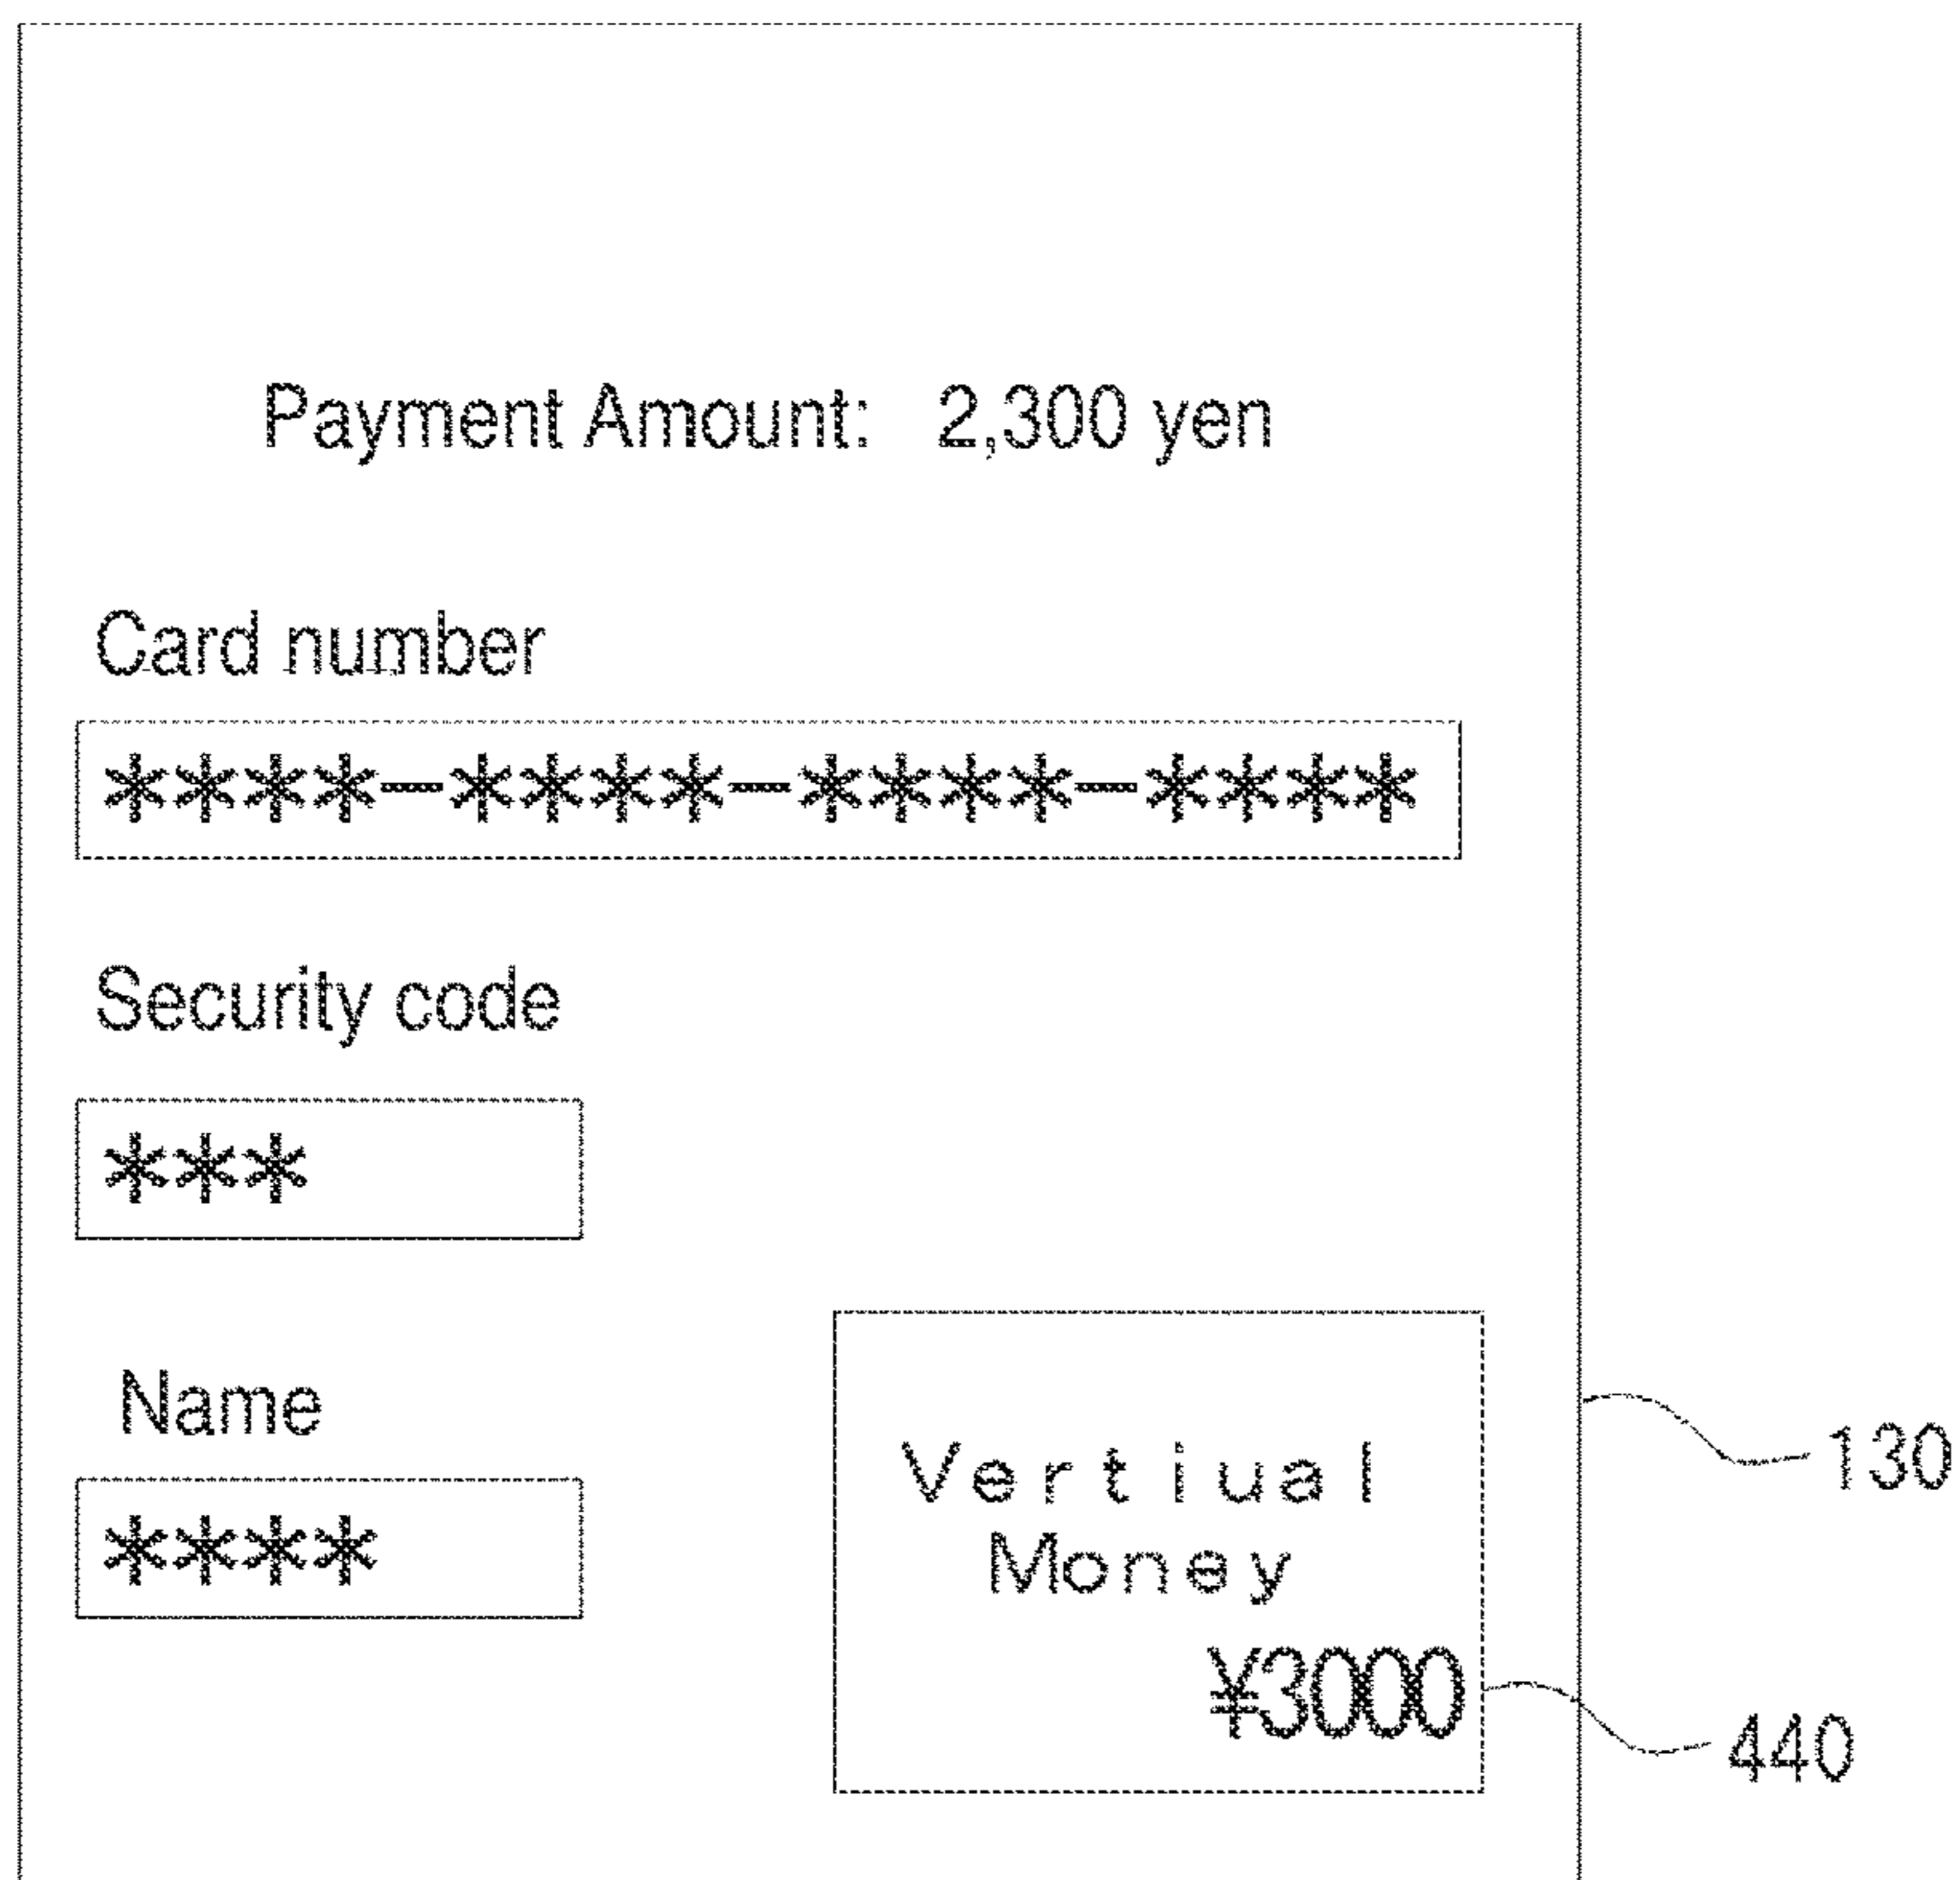 Payment Amount: 2,300 yen
Card number
****-****-****-****
Security code
***
Name
****
Vertiual
Money
¥3000
130
440